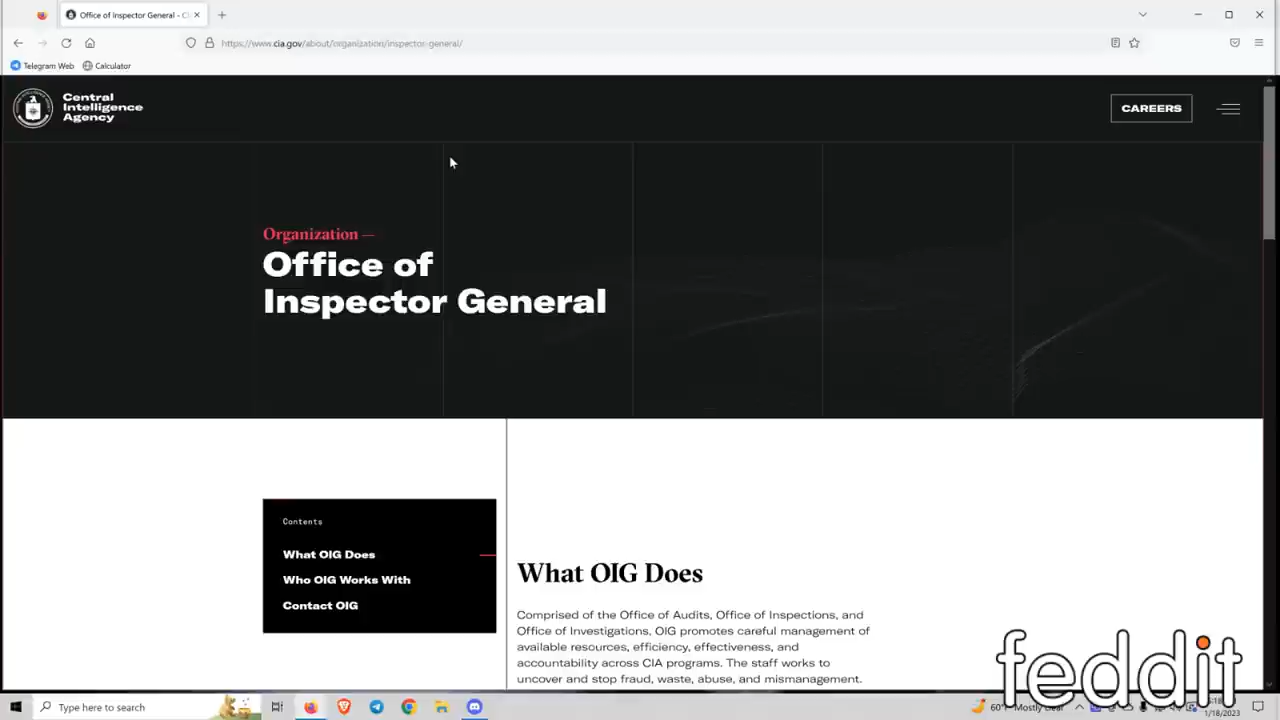 Office of Inspector General - CI
https://www.cia.gov/about/organization/inspector-general/
Telegram Web
Calculator
Central
Intelligence
Agency
CAREERS
Organization —
Office of
Inspector General
Contents
What OIG Does
Who OIG Works With
Contact OIG
What OIG Does
Comprised of the Office of Audits, Office of Inspections, and
Office of Investigations, OIG promotes careful management of
available resources, efficiency, effectiveness, and
accountability across CIA programs. The staff works to
uncover and stop fraud, waste, abuse, and mismanagement.
feddit
Type here to search
60°
Mostly clear
1/18/2023